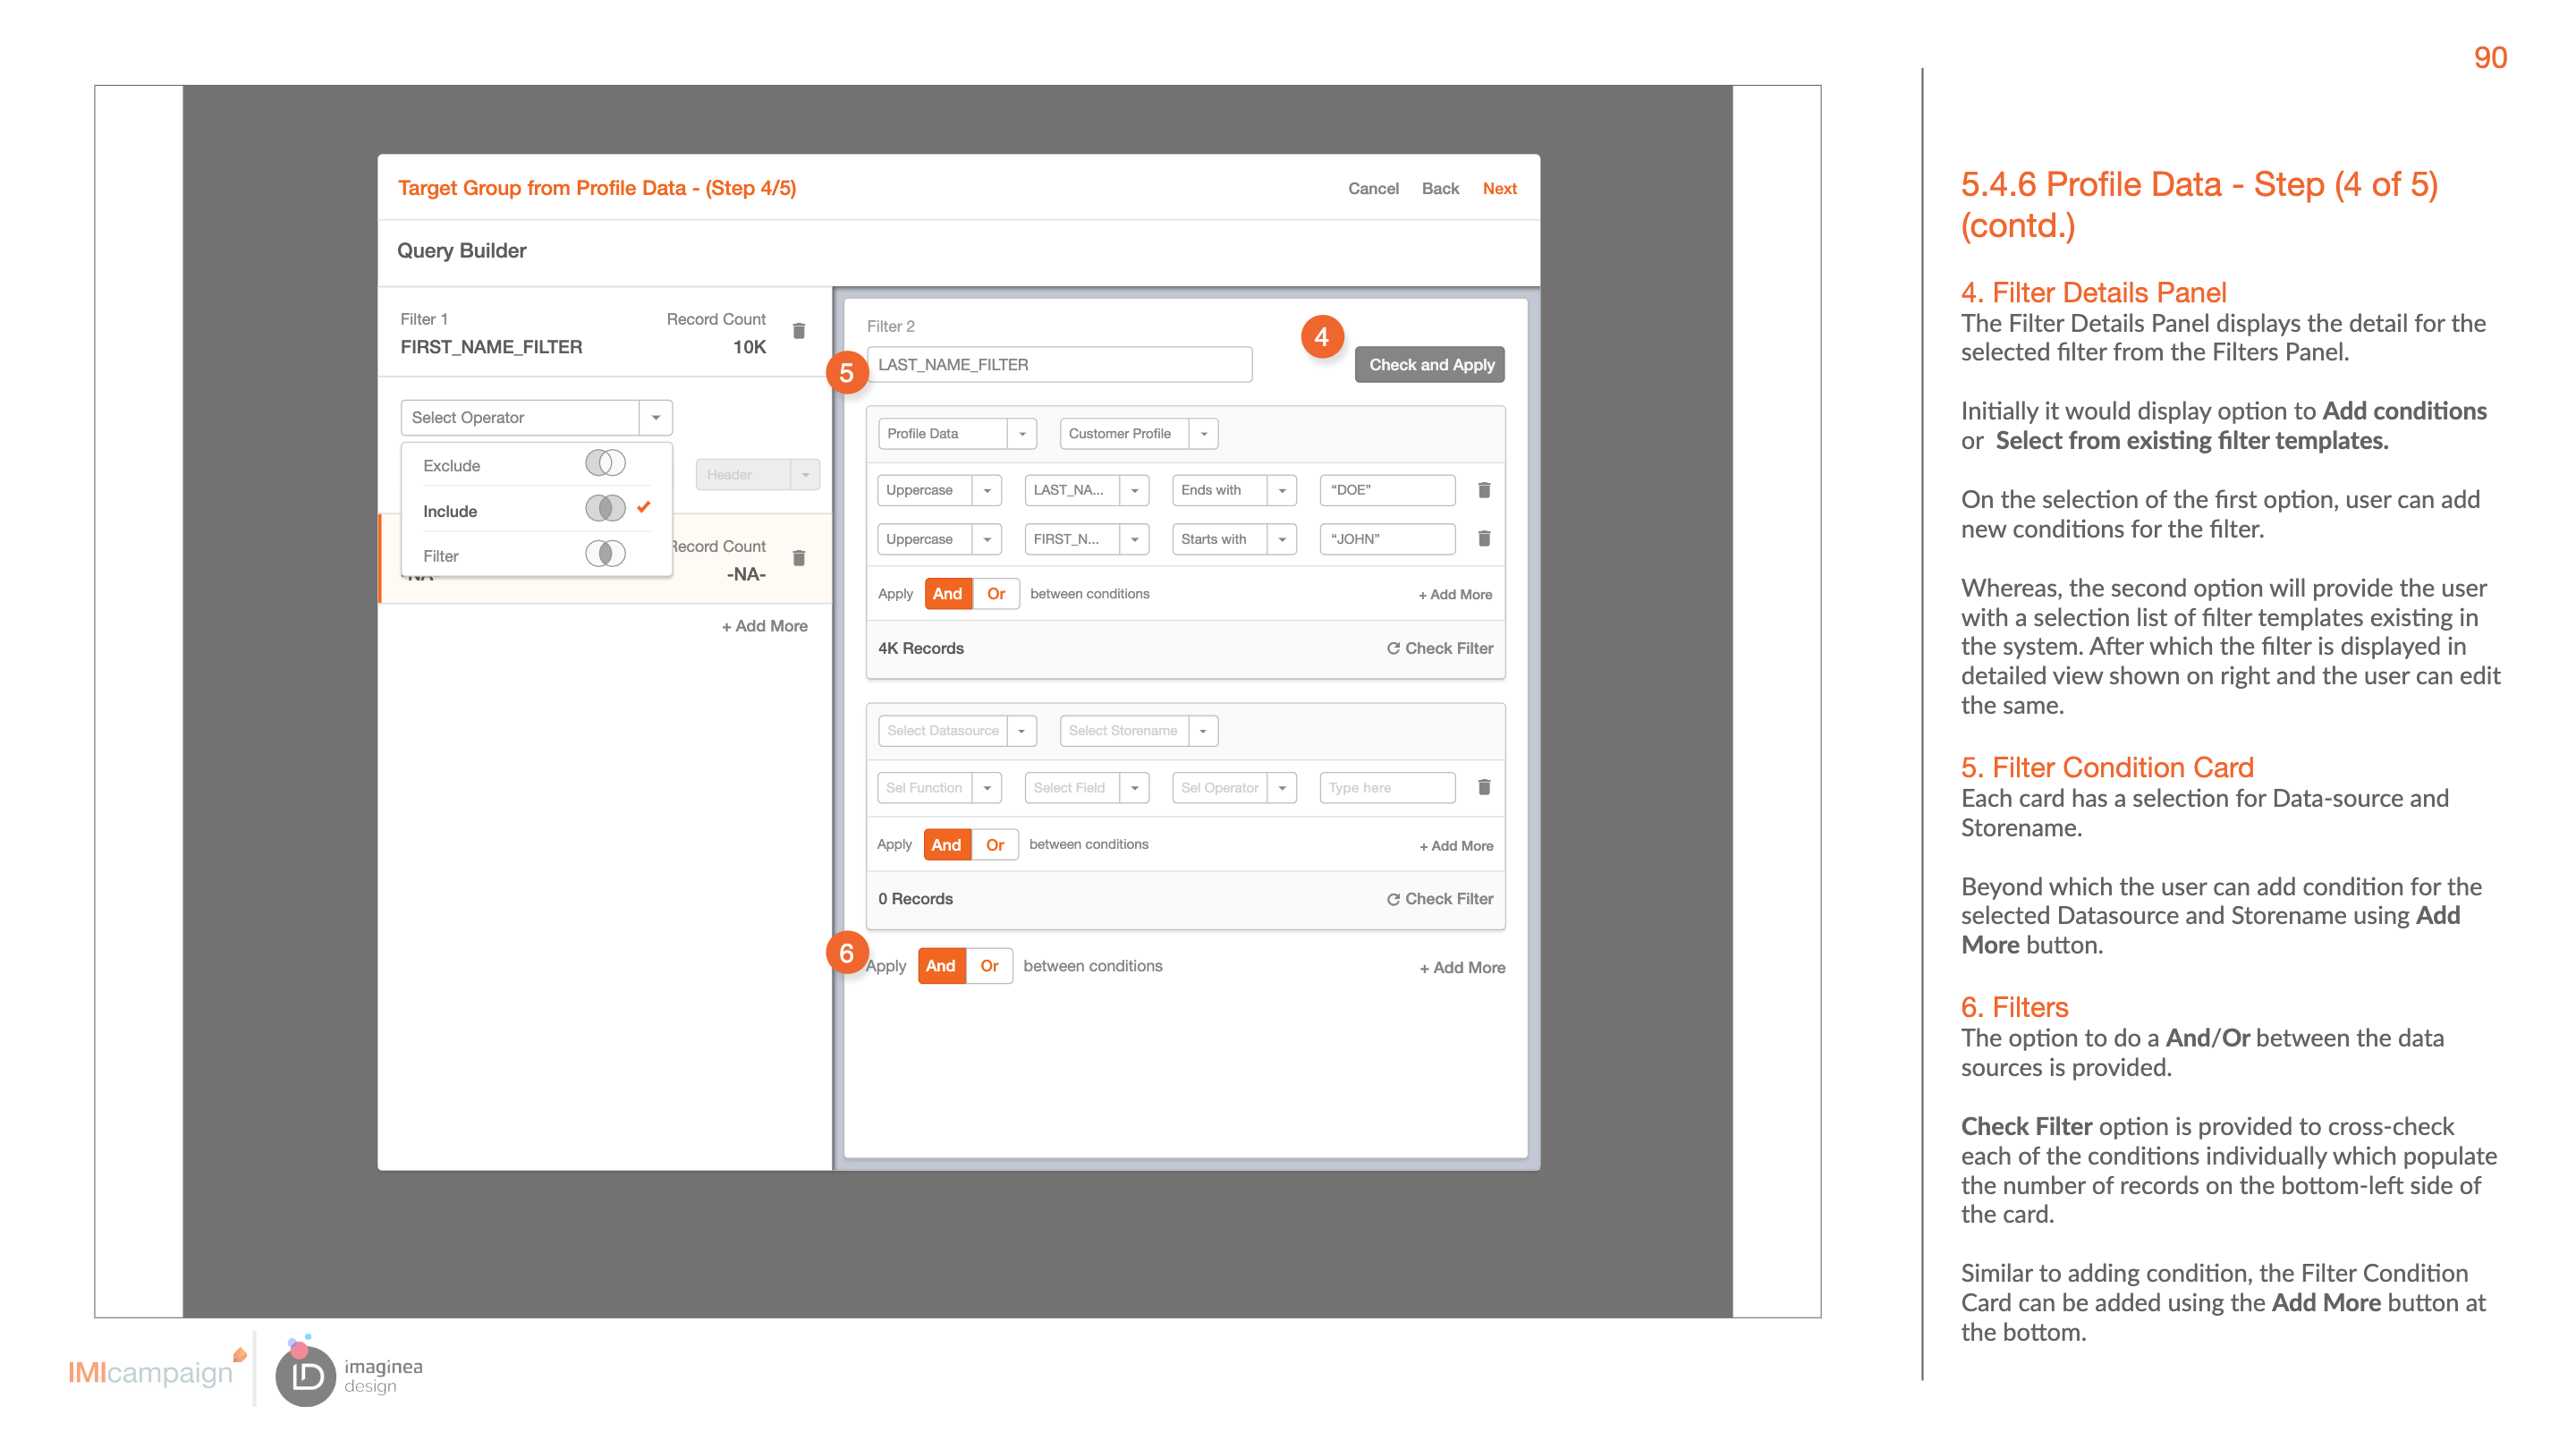 90
Target Group from Profile Data - (Step 4/5)
Cancel Back Next
Query Builder
Filter 1 Record Count
FIRST_NAME_FILTER 10K
Select Operator
Exclude
Include
Filter
Header
Record Count
-NA-
-NA-
+ Add More
Filter 2
4
5
LAST_NAME_FILTER
Check and Apply
Profile Data Customer Profile
Uppercase LAST_NA... Ends with “DOE”
Uppercase FIRST_N... Starts with “JOHN”
Apply And Or between conditions + Add More
4K Records Check Filter
Select Datasource Select Storename
Sel Function Select Field Sel Operator Type here
Apply And Or between conditions + Add More
0 Records Check Filter
6
Apply And Or between conditions + Add More
5.4.6 Profile Data - Step (4 of 5)
(contd.)
4. Filter Details Panel
The Filter Details Panel displays the detail for the
selected filter from the Filters Panel.
Initially it would display option to Add conditions
or Select from existing filter templates.
On the selection of the first option, user can add
new conditions for the filter.
Whereas, the second option will provide the user
with a selection list of filter templates existing in
the system. After which the filter is displayed in
detailed view shown on right and the user can edit
the same.
5. Filter Condition Card
Each card has a selection for Data-source and
Storename.
Beyond which the user can add condition for the
selected Datasource and Storename using Add
More button.
6. Filters
The option to do a And/Or between the data
sources is provided.
Check Filter option is provided to cross-check
each of the conditions individually which populate
the number of records on the bottom-left side of
the card.
Similar to adding condition, the Filter Condition
Card can be added using the Add More button at
the bottom.
IMIcampaign
imaginea
design